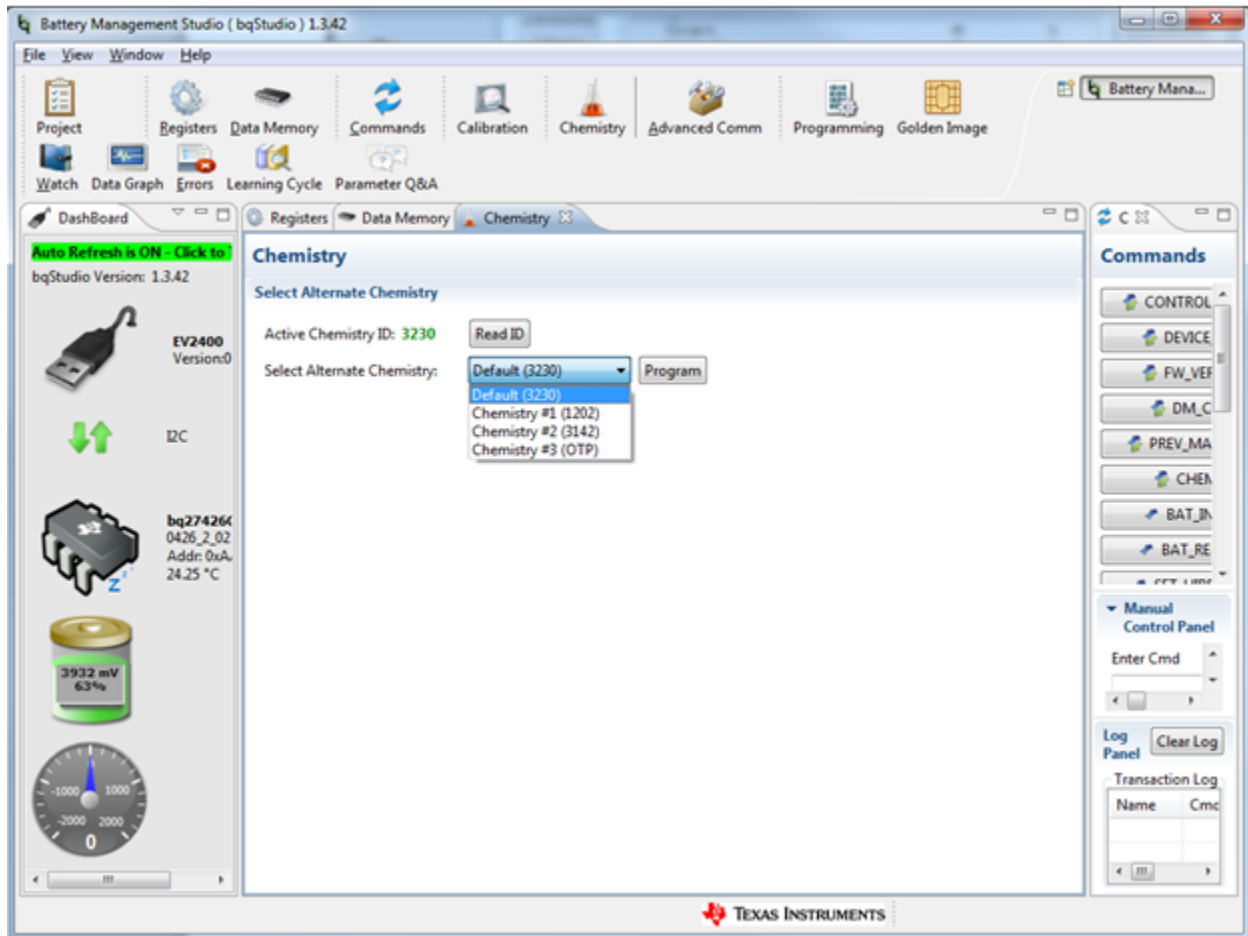 Battery Management Studio ( bqStudio ) 1.3.42
File View Window Help
Project Registers Data Memory Commands Calibration Chemistry Advanced Comm Programming Golden Image
Battery Mana...
Watch Data Graph Errors Learning Cycle Parameter Q&A
DashBoard
Registers Data Memory Chemistry
C
Auto Refresh is ON - Click to
bqStudio Version: 1.3.42
EV2400
Version:0
I2C
bq27426
0426_2_02
Addr: 0xA
24.25 °C
z z
3932 mV
63%
-1000 1000
-2000 2000
0
Chemistry
Select Alternate Chemistry
Active Chemistry ID: 3230 Read ID
Select Alternate Chemistry: Default (3230) Program
Default (3230)
Chemistry #1 (1202)
Chemistry #2 (3142)
Chemistry #3 (OTP)
Commands
CONTROL
DEVICE
FW_VER
DM_C
PREV_MA
CHEM
BAT_IN
BAT_RE
Manual
Control Panel
Enter Cmd
Log
Panel
Clear Log
Transaction Log
Name Cmd
TEXAS INSTRUMENTS